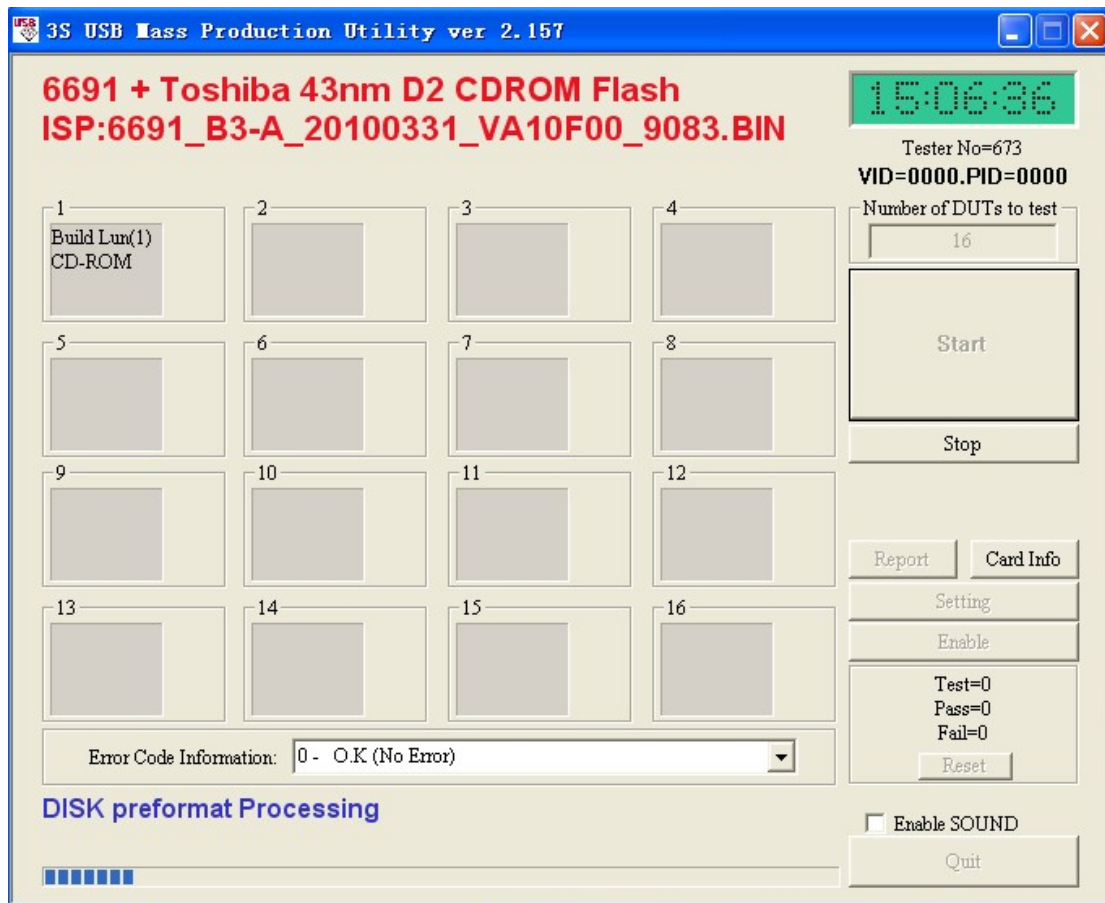 3S USB Mass Production Utility ver 2.157
6691 + Toshiba 43nm D2 CDROM Flash
ISP:6691_B3-A_20100331_VA10F00_9083.BIN
15:06:36
Tester No=673
VID=0000.PID=0000
Number of DUTs to test
16
1
Build Lun(1)
CD-ROM
2
3
4
5
6
7
8
9
10
11
12
13
14
15
16
Start
Stop
Report
Card Info
Setting
Enable
Test=0
Pass=0
Fail=0
Reset
Error Code Information:
0 - O.K (No Error)
DISK preformat Processing
Enable SOUND
Quit